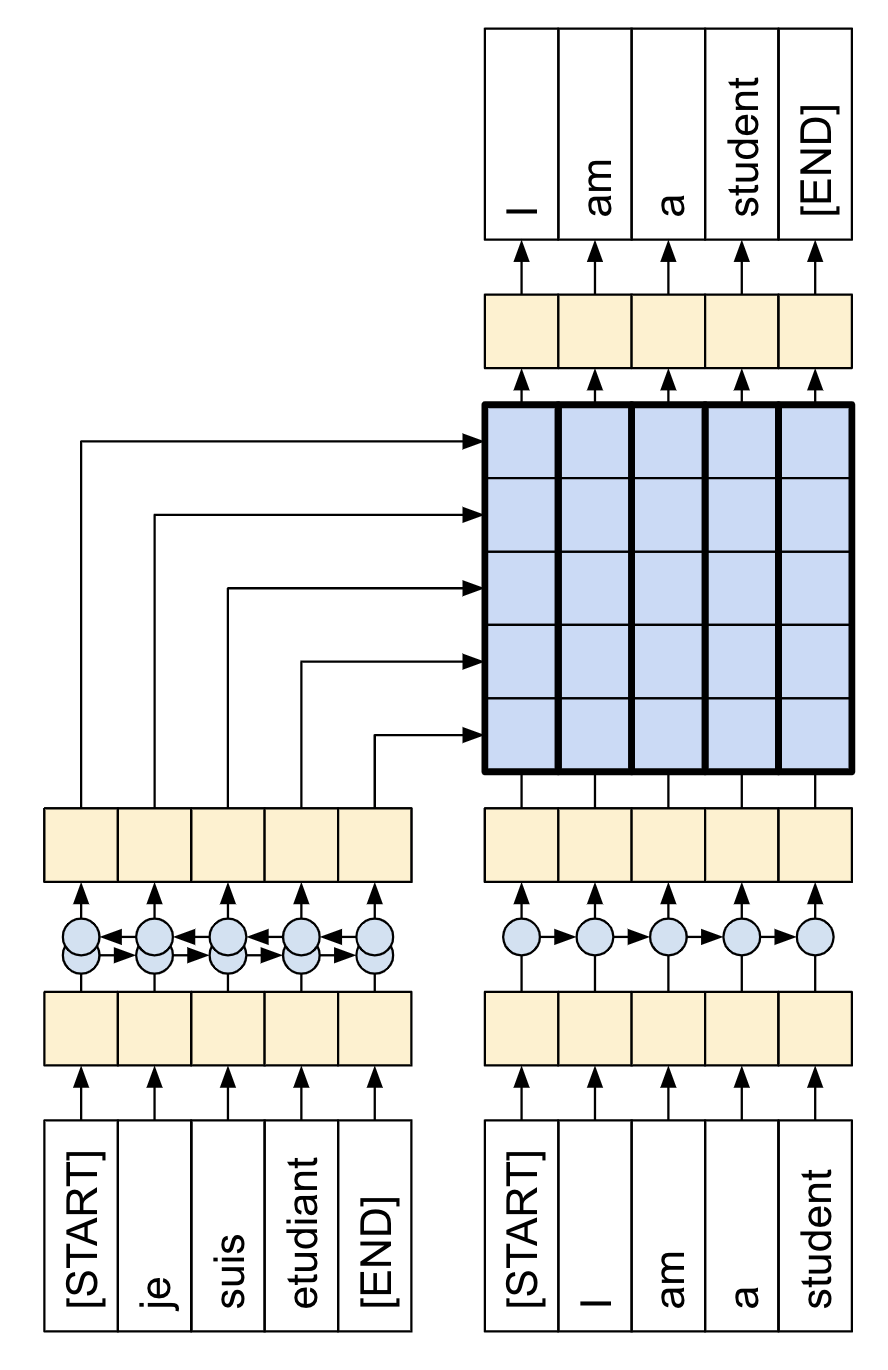 I
am
a
student
[END]
[START]
je
suis
etudiant
[END]
[START]
I
am
a
student